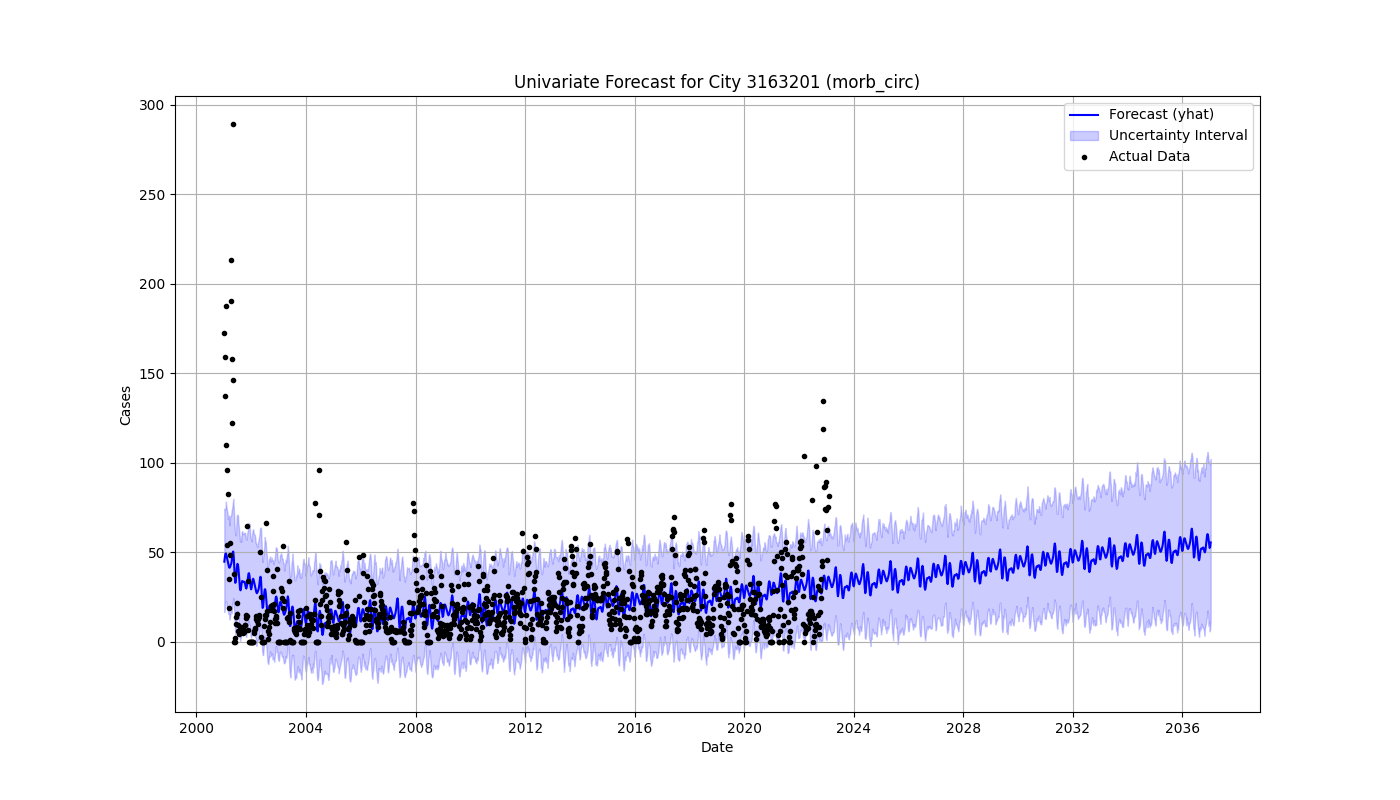 Univariate Forecast for City 3163201 (morb_circ)
Forecast (yhat)
Uncertainty Interval
Actual Data
300
250
200
150
100
50
0
Cases
2000 2004 2008 2012 2016 2020 2024 2028 2032 2036
Date